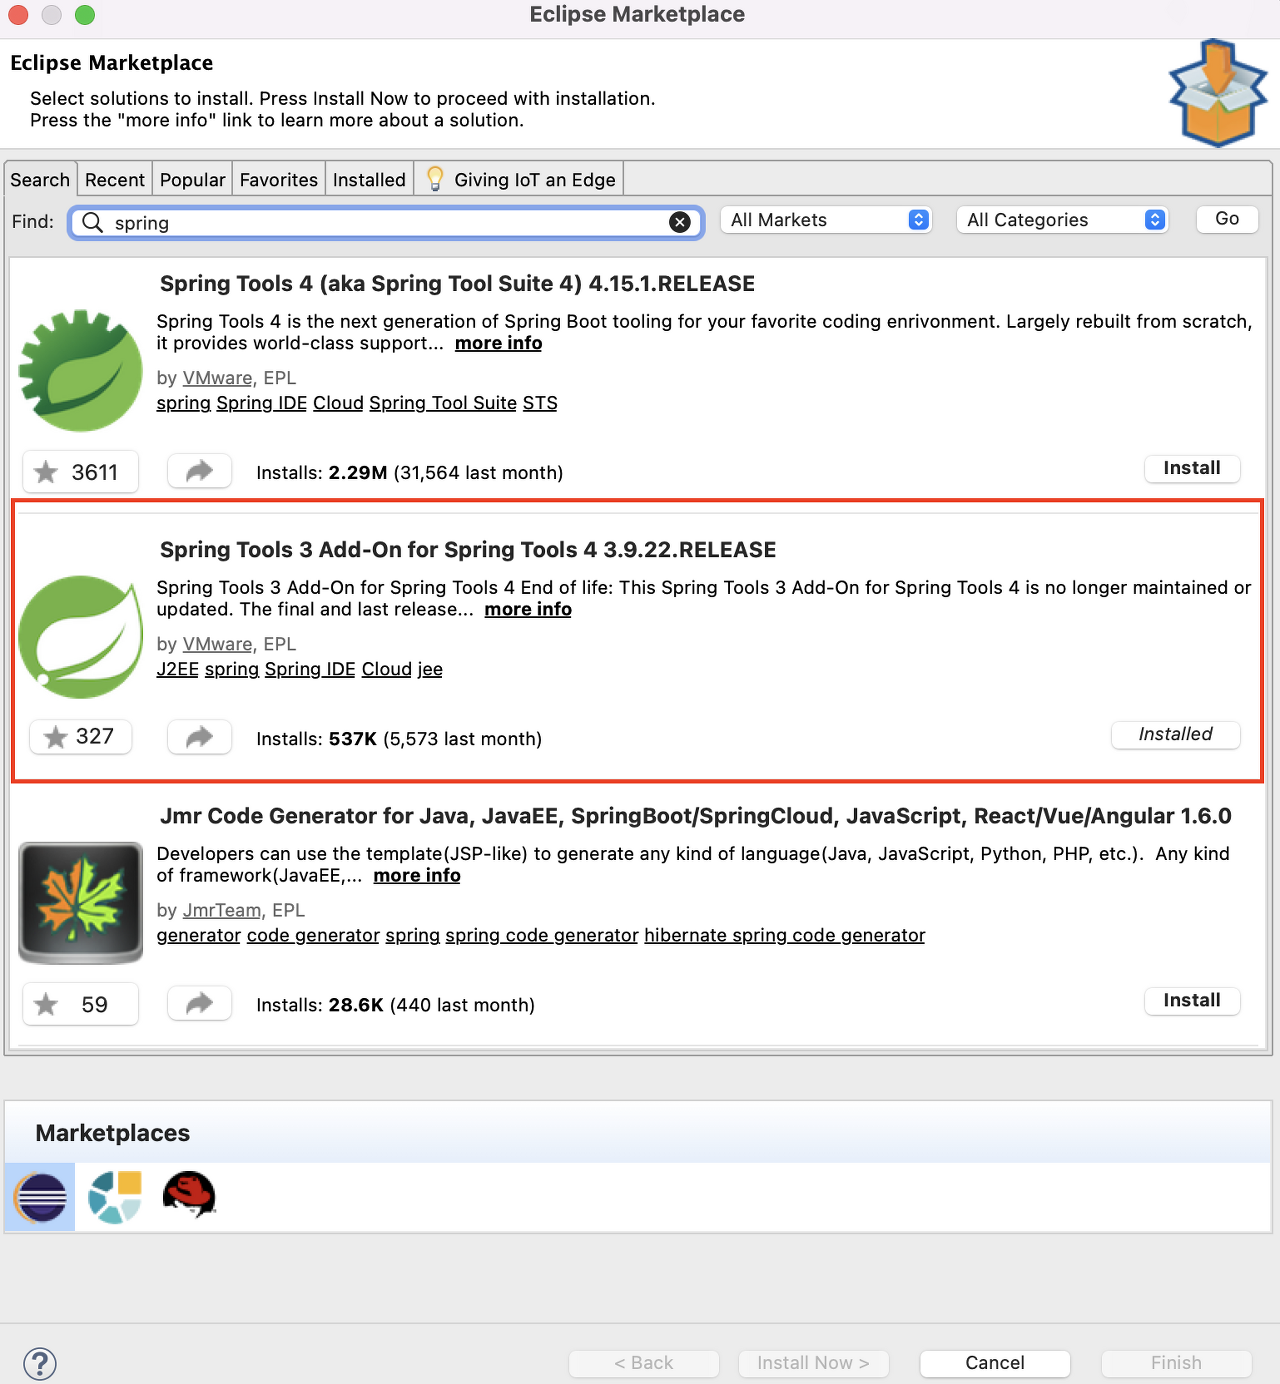 Eclipse Marketplace
Eclipse Marketplace
Select solutions to install. Press Install Now to proceed with installation.
Press the "more info" link to learn more about a solution.
Search Recent Popular Favorites Installed Giving IoT an Edge
Find: spring All Markets All Categories Go
Spring Tools 4 (aka Spring Tool Suite 4) 4.15.1.RELEASE
Spring Tools 4 is the next generation of Spring Boot tooling for your favorite coding enrivonment. Largely rebuilt from scratch,
it provides world-class support... more info
by VMware, EPL
spring Spring IDE Cloud Spring Tool Suite STS
3611 Installs: 2.29M (31,564 last month) Install
Spring Tools 3 Add-On for Spring Tools 4 3.9.22.RELEASE
Spring Tools 3 Add-On for Spring Tools 4 End of life: This Spring Tools 3 Add-On for Spring Tools 4 is no longer maintained or
updated. The final and last release... more info
by VMware, EPL
J2EE spring Spring IDE Cloud jee
327 Installs: 537K (5,573 last month) Installed
Jmr Code Generator for Java, JavaEE, SpringBoot/SpringCloud, JavaScript, React/Vue/Angular 1.6.0
Developers can use the template(JSP-like) to generate any kind of language(Java, JavaScript, Python, PHP, etc.).  Any kind
of framework(JavaEE,... more info
by JmrTeam, EPL
generator code generator spring spring code generator hibernate spring code generator
59 Installs: 28.6K (440 last month) Install
Marketplaces
? < Back Install Now > Cancel Finish